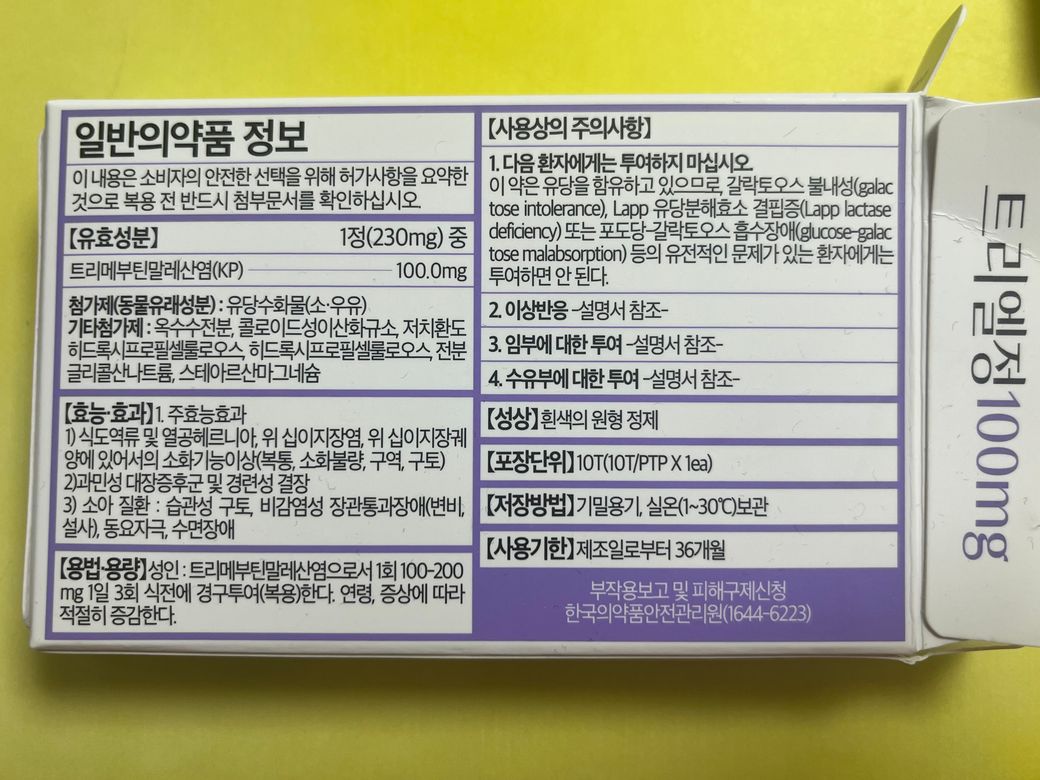 일반의약품 정보
이 내용은 소비자의 안전한 선택을 위해 허가사항을 요약한
것으로 복용 전 반드시 첨부문서를 확인하십시오.
【유효성분】 1정(230mg) 중
트리메부틴말레산염(KP) 100.0mg
첨가제(동물유래성분) : 유당수화물(소·우유)
기타첨가제 : 옥수수전분, 콜로이드성이산화규소, 저치환도
히드록시프로필셀룰로오스, 히드록시프로필셀룰로오스, 전분
글리콜산나트륨, 스테아르산마그네슘
【효능·효과】 1. 주효능효과
1) 식도역류 및 열공헤르니아, 위 십이지장염, 위 십이지장궤
양에 있어서의 소화기능이상(복통, 소화불량, 구역, 구토)
2)과민성 대장증후군 및 경련성 결장
3) 소아 질환 : 습관성 구토, 비감염성 장관통과장애(변비,
설사), 동요자극, 수면장애
【용법·용량】 성인 : 트리메부틴말레산염으로서 1회 100-200
mg 1일 3회 식전에 경구투여(복용)한다. 연령, 증상에 따라
적절히 증감한다.
【사용상의 주의사항】
1. 다음 환자에게는 투여하지 마십시오.
이 약은 유당을 함유하고 있으므로, 갈락토오스 불내성(galac
tose intolerance), Lapp 유당분해효소 결핍증(Lapp lactase
deficiency) 또는 포도당-갈락토오스 흡수장애(glucose-galac
tose malabsorption) 등의 유전적인 문제가 있는 환자에게는
투여하면 안 된다.
2. 이상반응 -설명서 참조-
3. 임부에 대한 투여 -설명서 참조-
4. 수유부에 대한 투여 -설명서 참조-
【성상】 흰색의 원형 정제
【포장단위】 10T(10T/PTP X 1ea)
【저장방법】 기밀용기, 실온(1~30℃)보관
【사용기한】 제조일로부터 36개월
부작용보고 및 피해구제신청
한국의약품안전관리원(1644-6223)
트리엘정100mg